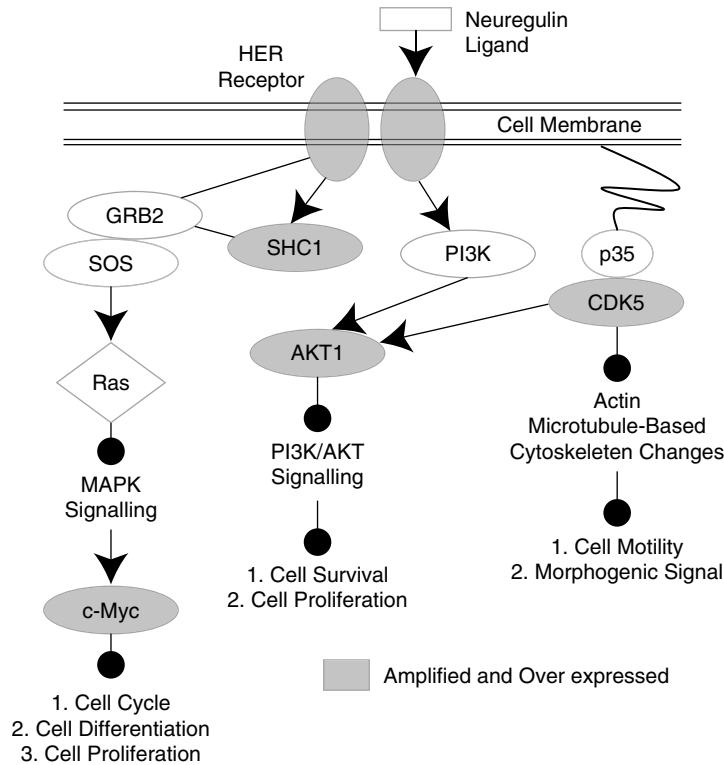 Neuregulin
Ligand
HER
Receptor
Cell Membrane
GRB2
SOS
SHC1
PI3K
p35
CDK5
AKT1
Ras
Actin
Microtubule-Based
Cytoskeleten Changes
PI3K/AKT
Signalling
MAPK
Signalling
1. Cell Motility
2. Morphogenic Signal
1. Cell Survival
2. Cell Proliferation
c-Myc
Amplified and Over expressed
1. Cell Cycle
2. Cell Differentiation
3. Cell Proliferation